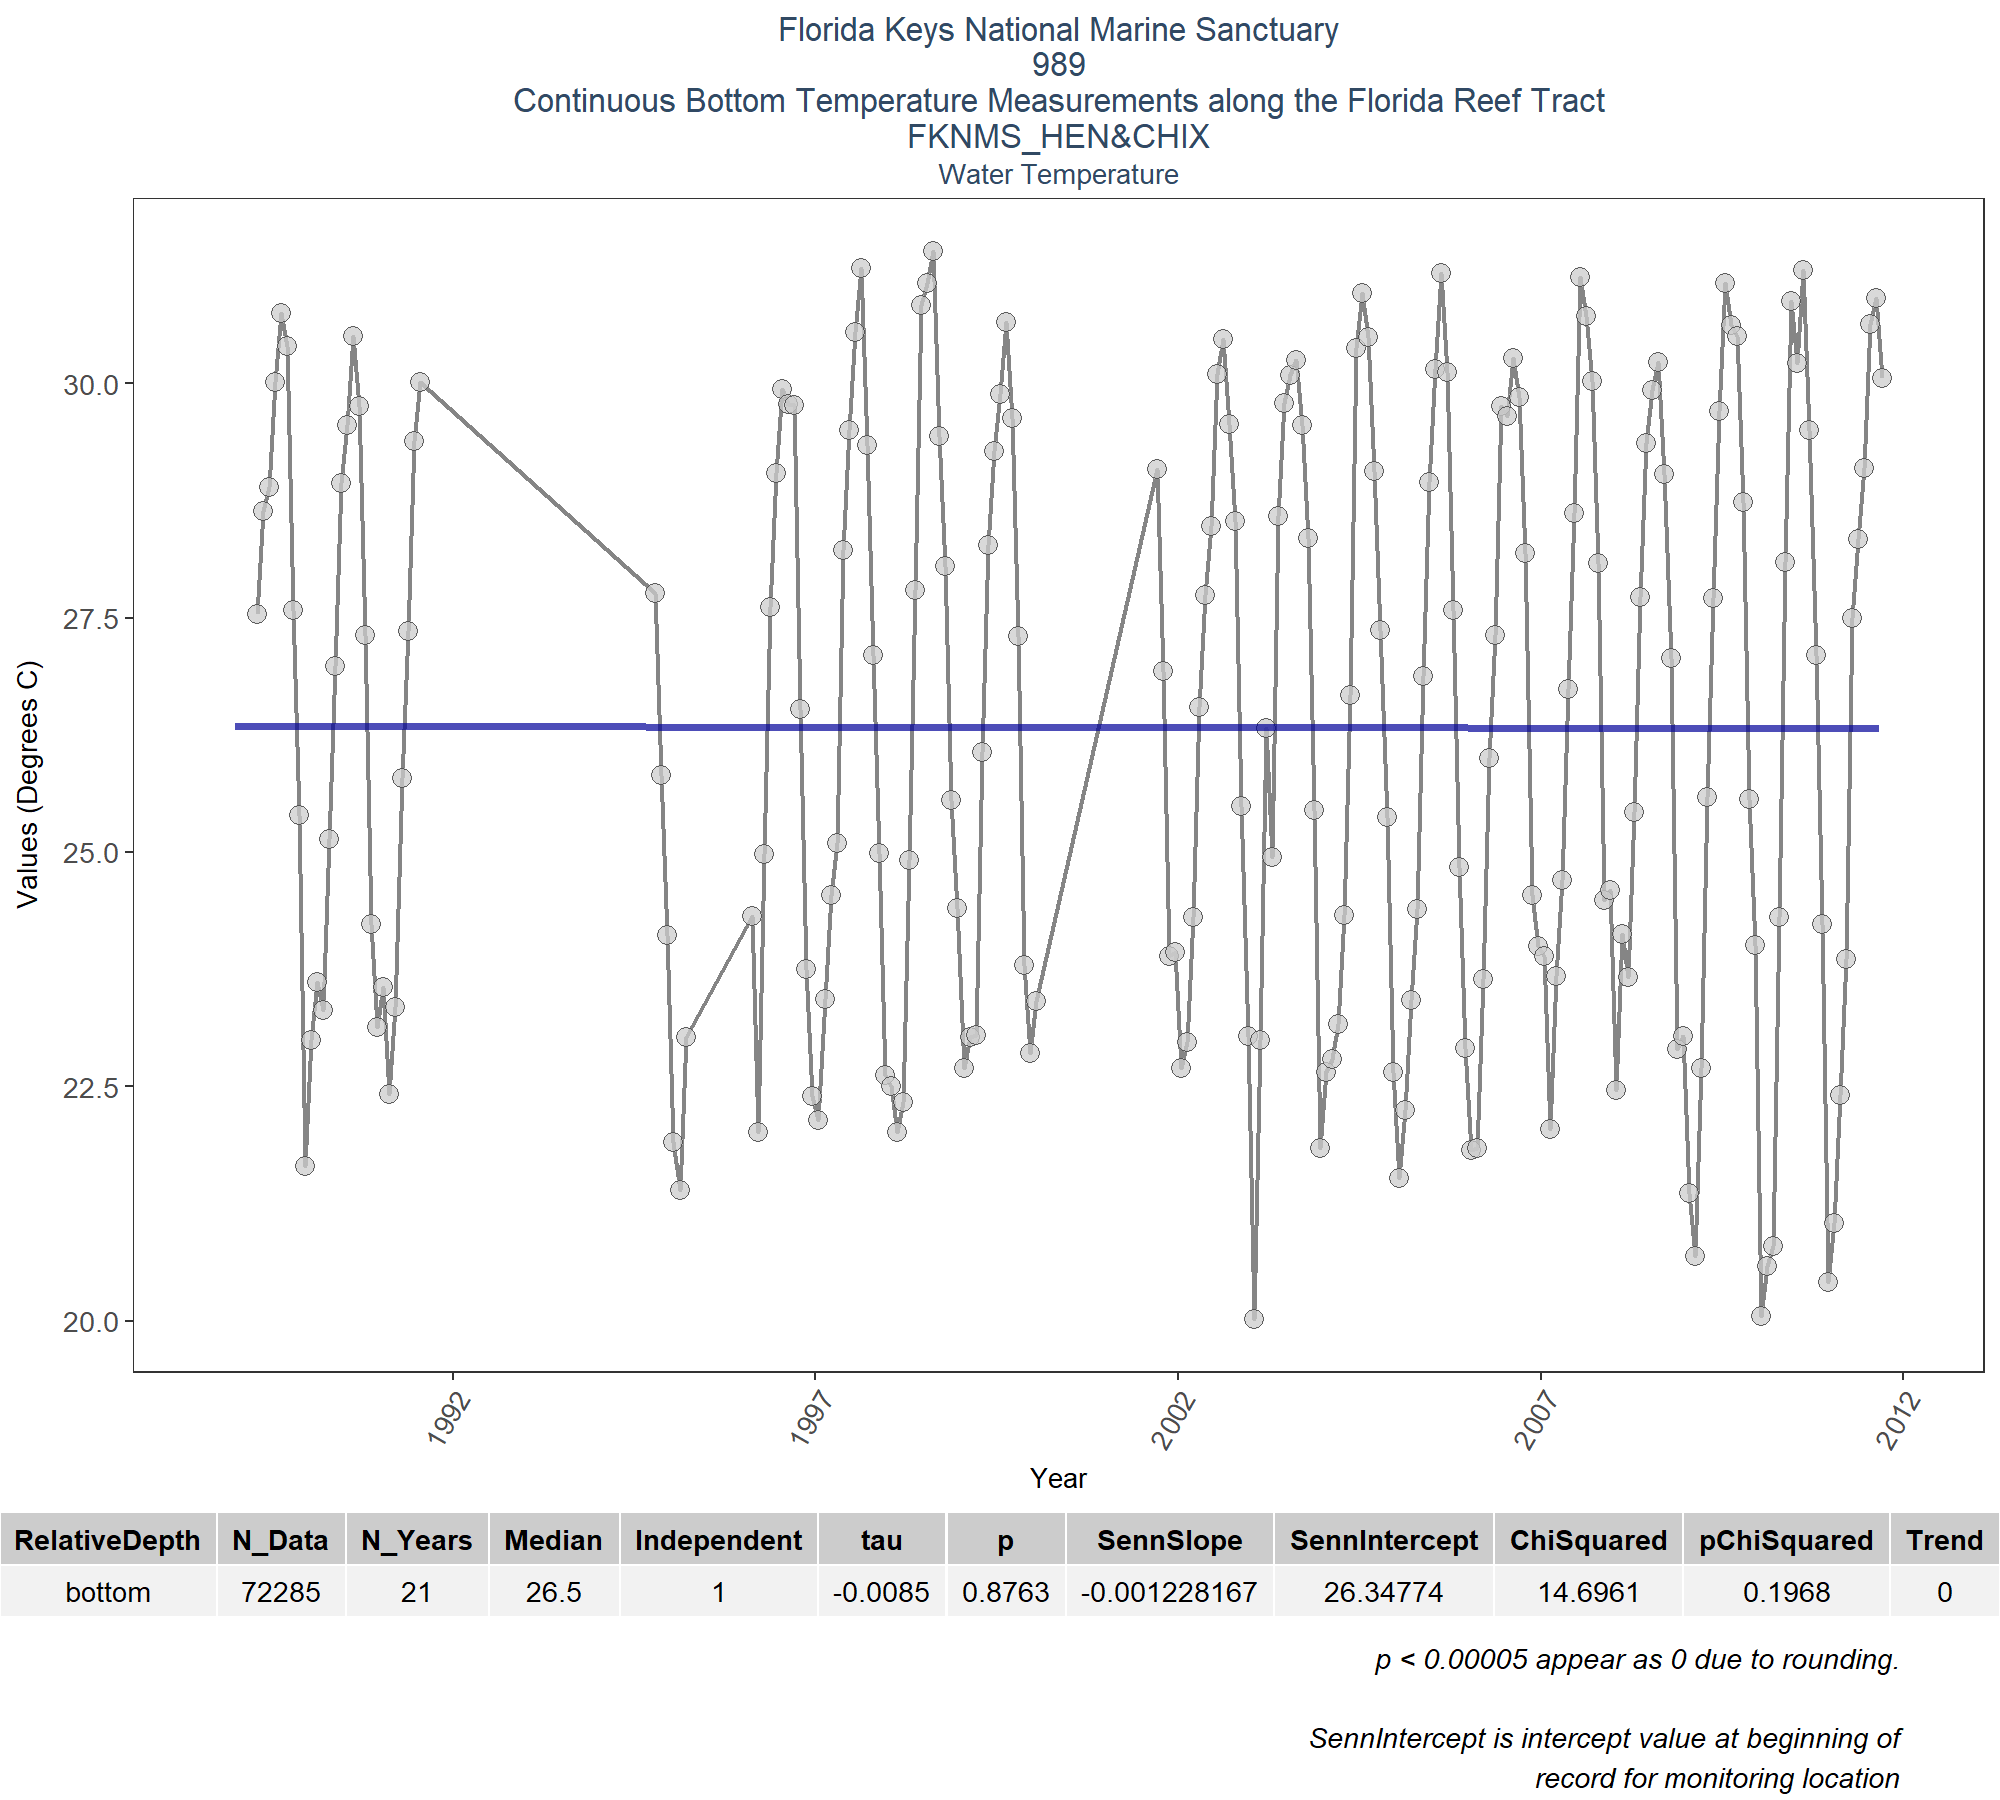 Florida Keys National Marine Sanctuary
989
Continuous Bottom Temperature Measurements along the Florida Reef Tract
FKNMS_HEN&CHIX
Water Temperature
Values (Degrees C)
30.0
27.5
25.0
22.5
20.0
1992
1997
2002
2007
2012
Year
RelativeDepth N_Data N_Years Median Independent tau p SennSlope SennIntercept ChiSquared pChiSquared Trend
bottom 72285 21 26.5 1 -0.0085 0.8763 -0.001228167 26.34774 14.6961 0.1968 0
p < 0.00005 appear as 0 due to rounding.
SennIntercept is intercept value at beginning of
record for monitoring location